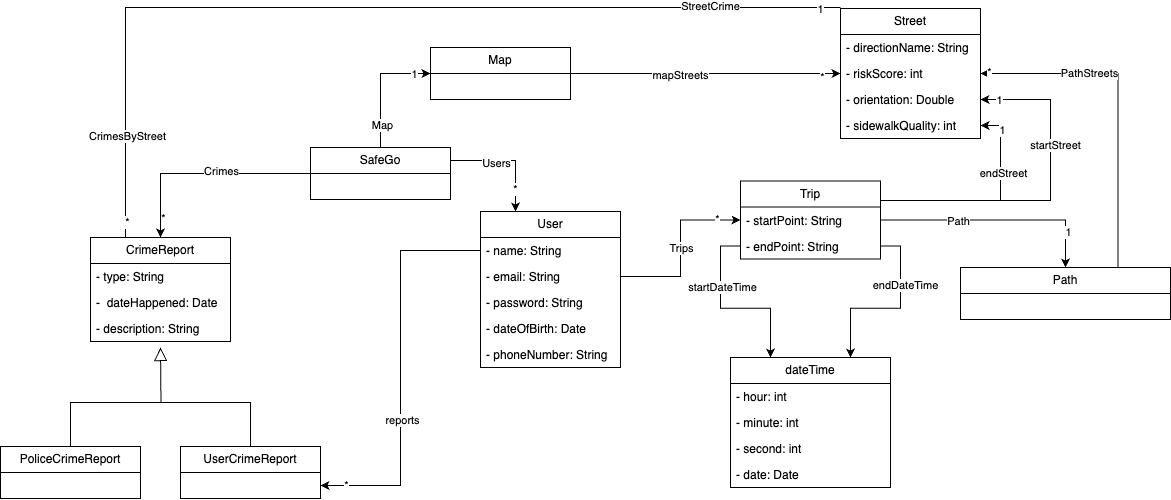 StreetCrime
1
Street
- directionName: String
- riskScore: int
- orientation: Double
- sidewalkQuality: int
Map
1
mapStreets
*
*
PathStreets
1
1
startStreet
endStreet
Map
CrimesByStreet
SafeGo
Users
*
Crimes
*
*
Trip
- startPoint: String
- endPoint: String
User
- name: String
- email: String
- password: String
- dateOfBirth: Date
- phoneNumber: String
*
Trips
Path
1
CrimeReport
- type: String
- dateHappened: Date
- description: String
startDateTime
endDateTime
Path
dateTime
- hour: int
- minute: int
- second: int
- date: Date
reports
*
PoliceCrimeReport
UserCrimeReport